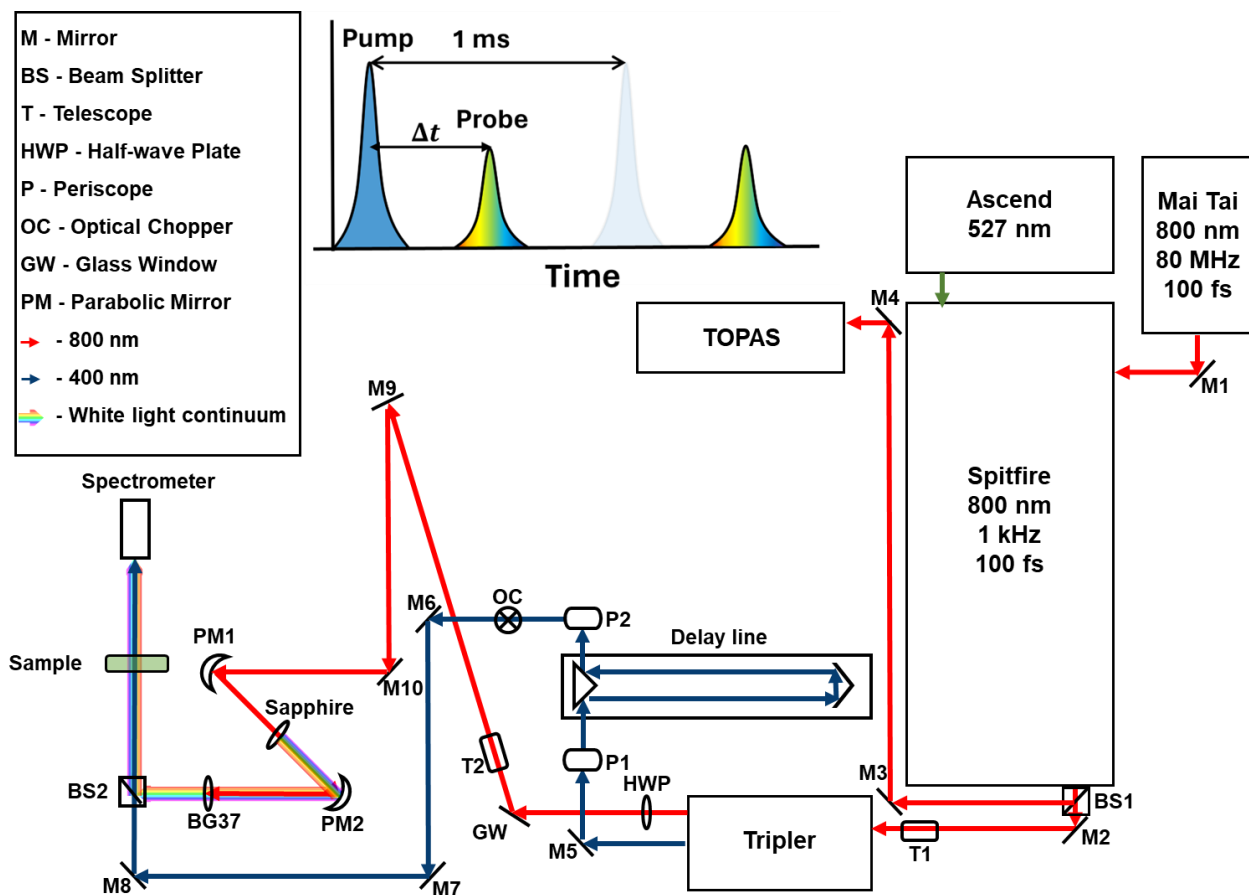 M - Mirror
BS - Beam Splitter
T - Telescope
HWP - Half-wave Plate
P - Periscope
OC - Optical Chopper
GW - Glass Window
PM - Parabolic Mirror
- 800 nm
- 400 nm
- White light continuum
Pump
1 ms
Probe
Δt
Time
Ascend
527 nm
Mai Tai
800 nm
80 MHz
100 fs
M4
TOPAS
M1
M9
Spitfire
800 nm
1 kHz
100 fs
Spectrometer
OC
M6
P2
Delay line
PM1
Sample
M10
Sapphire
T2
P1
HWP
M3
BS2
BG37
PM2
GW
BS1
M5
Tripler
T1
M2
M8
M7